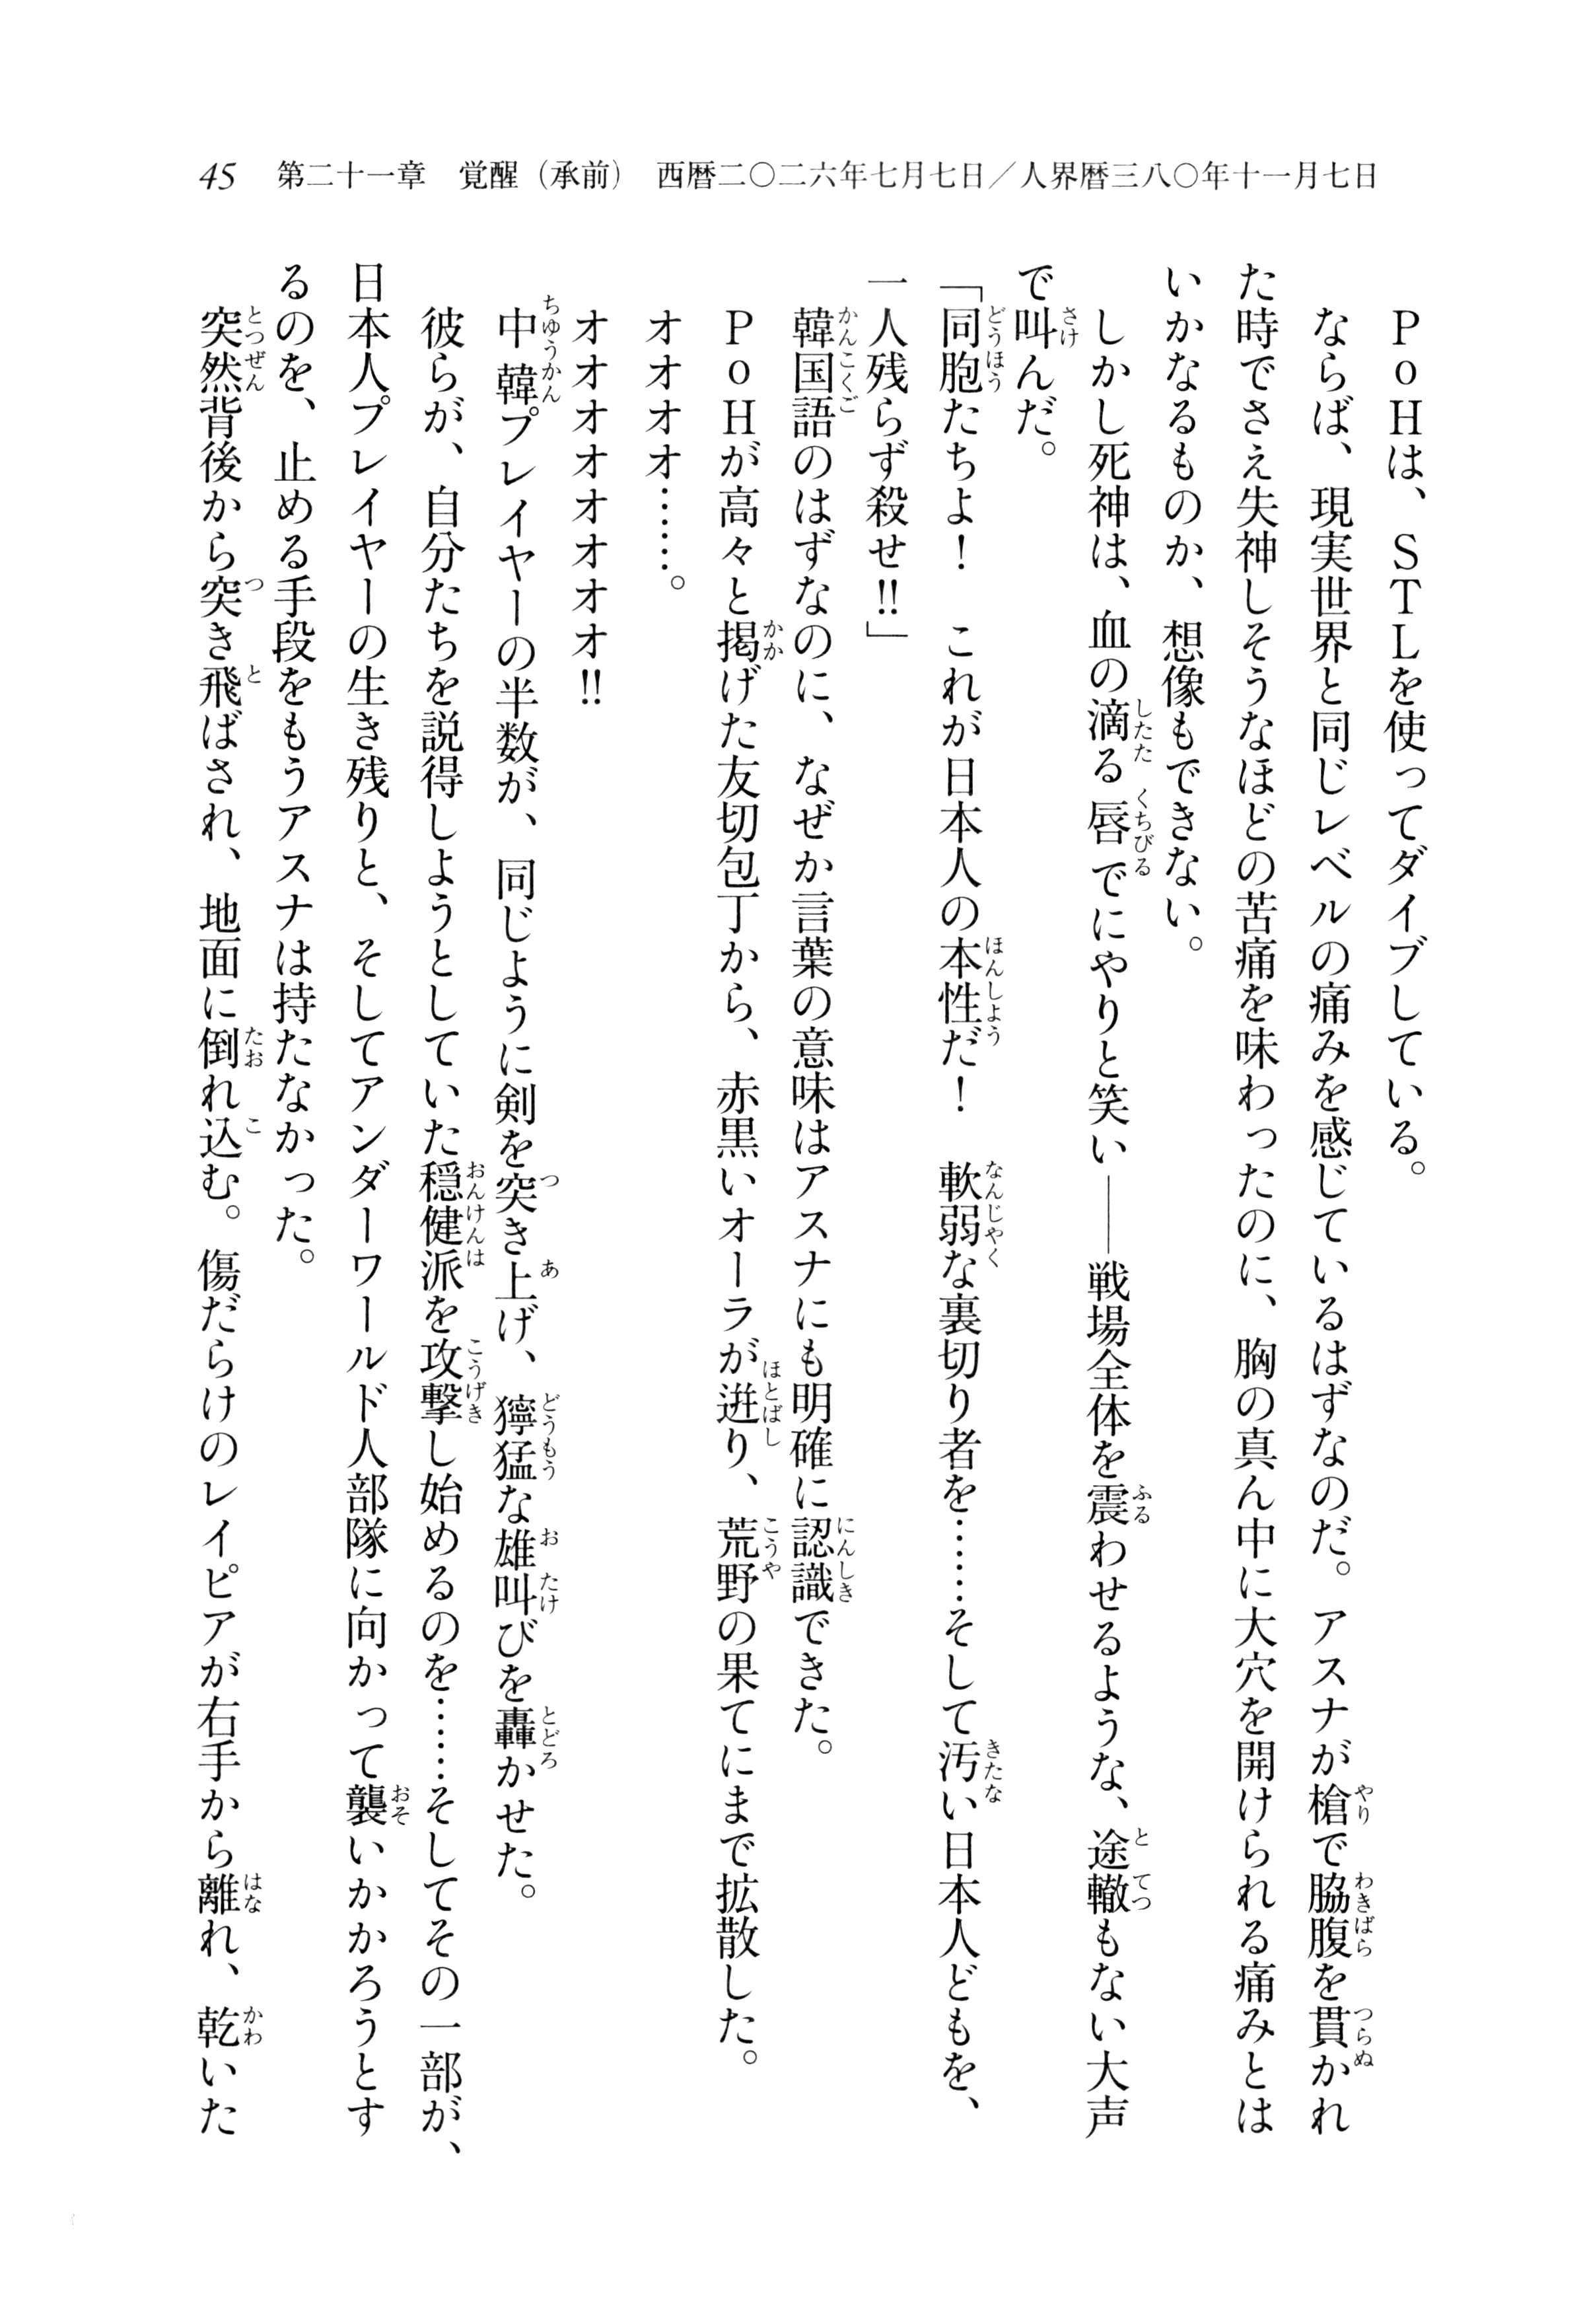 45 第二十一章 覚醒（承前） 西暦二〇二六年七月七日／人界暦三八〇年十一月七日
PoHは、STLを使ってダイブしている。
ならば、現実世界と同じレベルの痛みを感じているはずなのだ。アスナが槍で脇腹を貫かれ
た時でさえ失神しそうなほどの苦痛を味わったのに、胸の真ん中に大穴を開けられる痛みとは
いかなるものか、想像もできない。
しかし死神は、血の滴る唇でにやりと笑い――戦場全体を震わせるような、途轍もない大声
で叫んだ。
「同胞たちよ！　これが日本人の本性だ！　軟弱な裏切り者を……そして汚い日本人どもを、
一人残らず殺せ!!」
韓国語のはずなのに、なぜか言葉の意味はアスナにも明確に認識できた。
PoHが高々と掲げた友切包丁から、赤黒いオーラが迸り、荒野の果てにまで拡散した。
オオオオ……。
オオオオオオオオオ!!
中韓プレイヤーの半数が、同じように剣を突き上げ、獰猛な雄叫びを轟かせた。
彼らが、自分たちを説得しようとしていた穏健派を攻撃し始めるのを……そしてその一部が、
日本人プレイヤーの生き残りと、そしてアンダーワールド人部隊に向かって襲いかかろうとす
るのを、止める手段をもうアスナは持たなかった。
突然背後から突き飛ばされ、地面に倒れ込む。傷だらけのレイピアが右手から離れ、乾いた